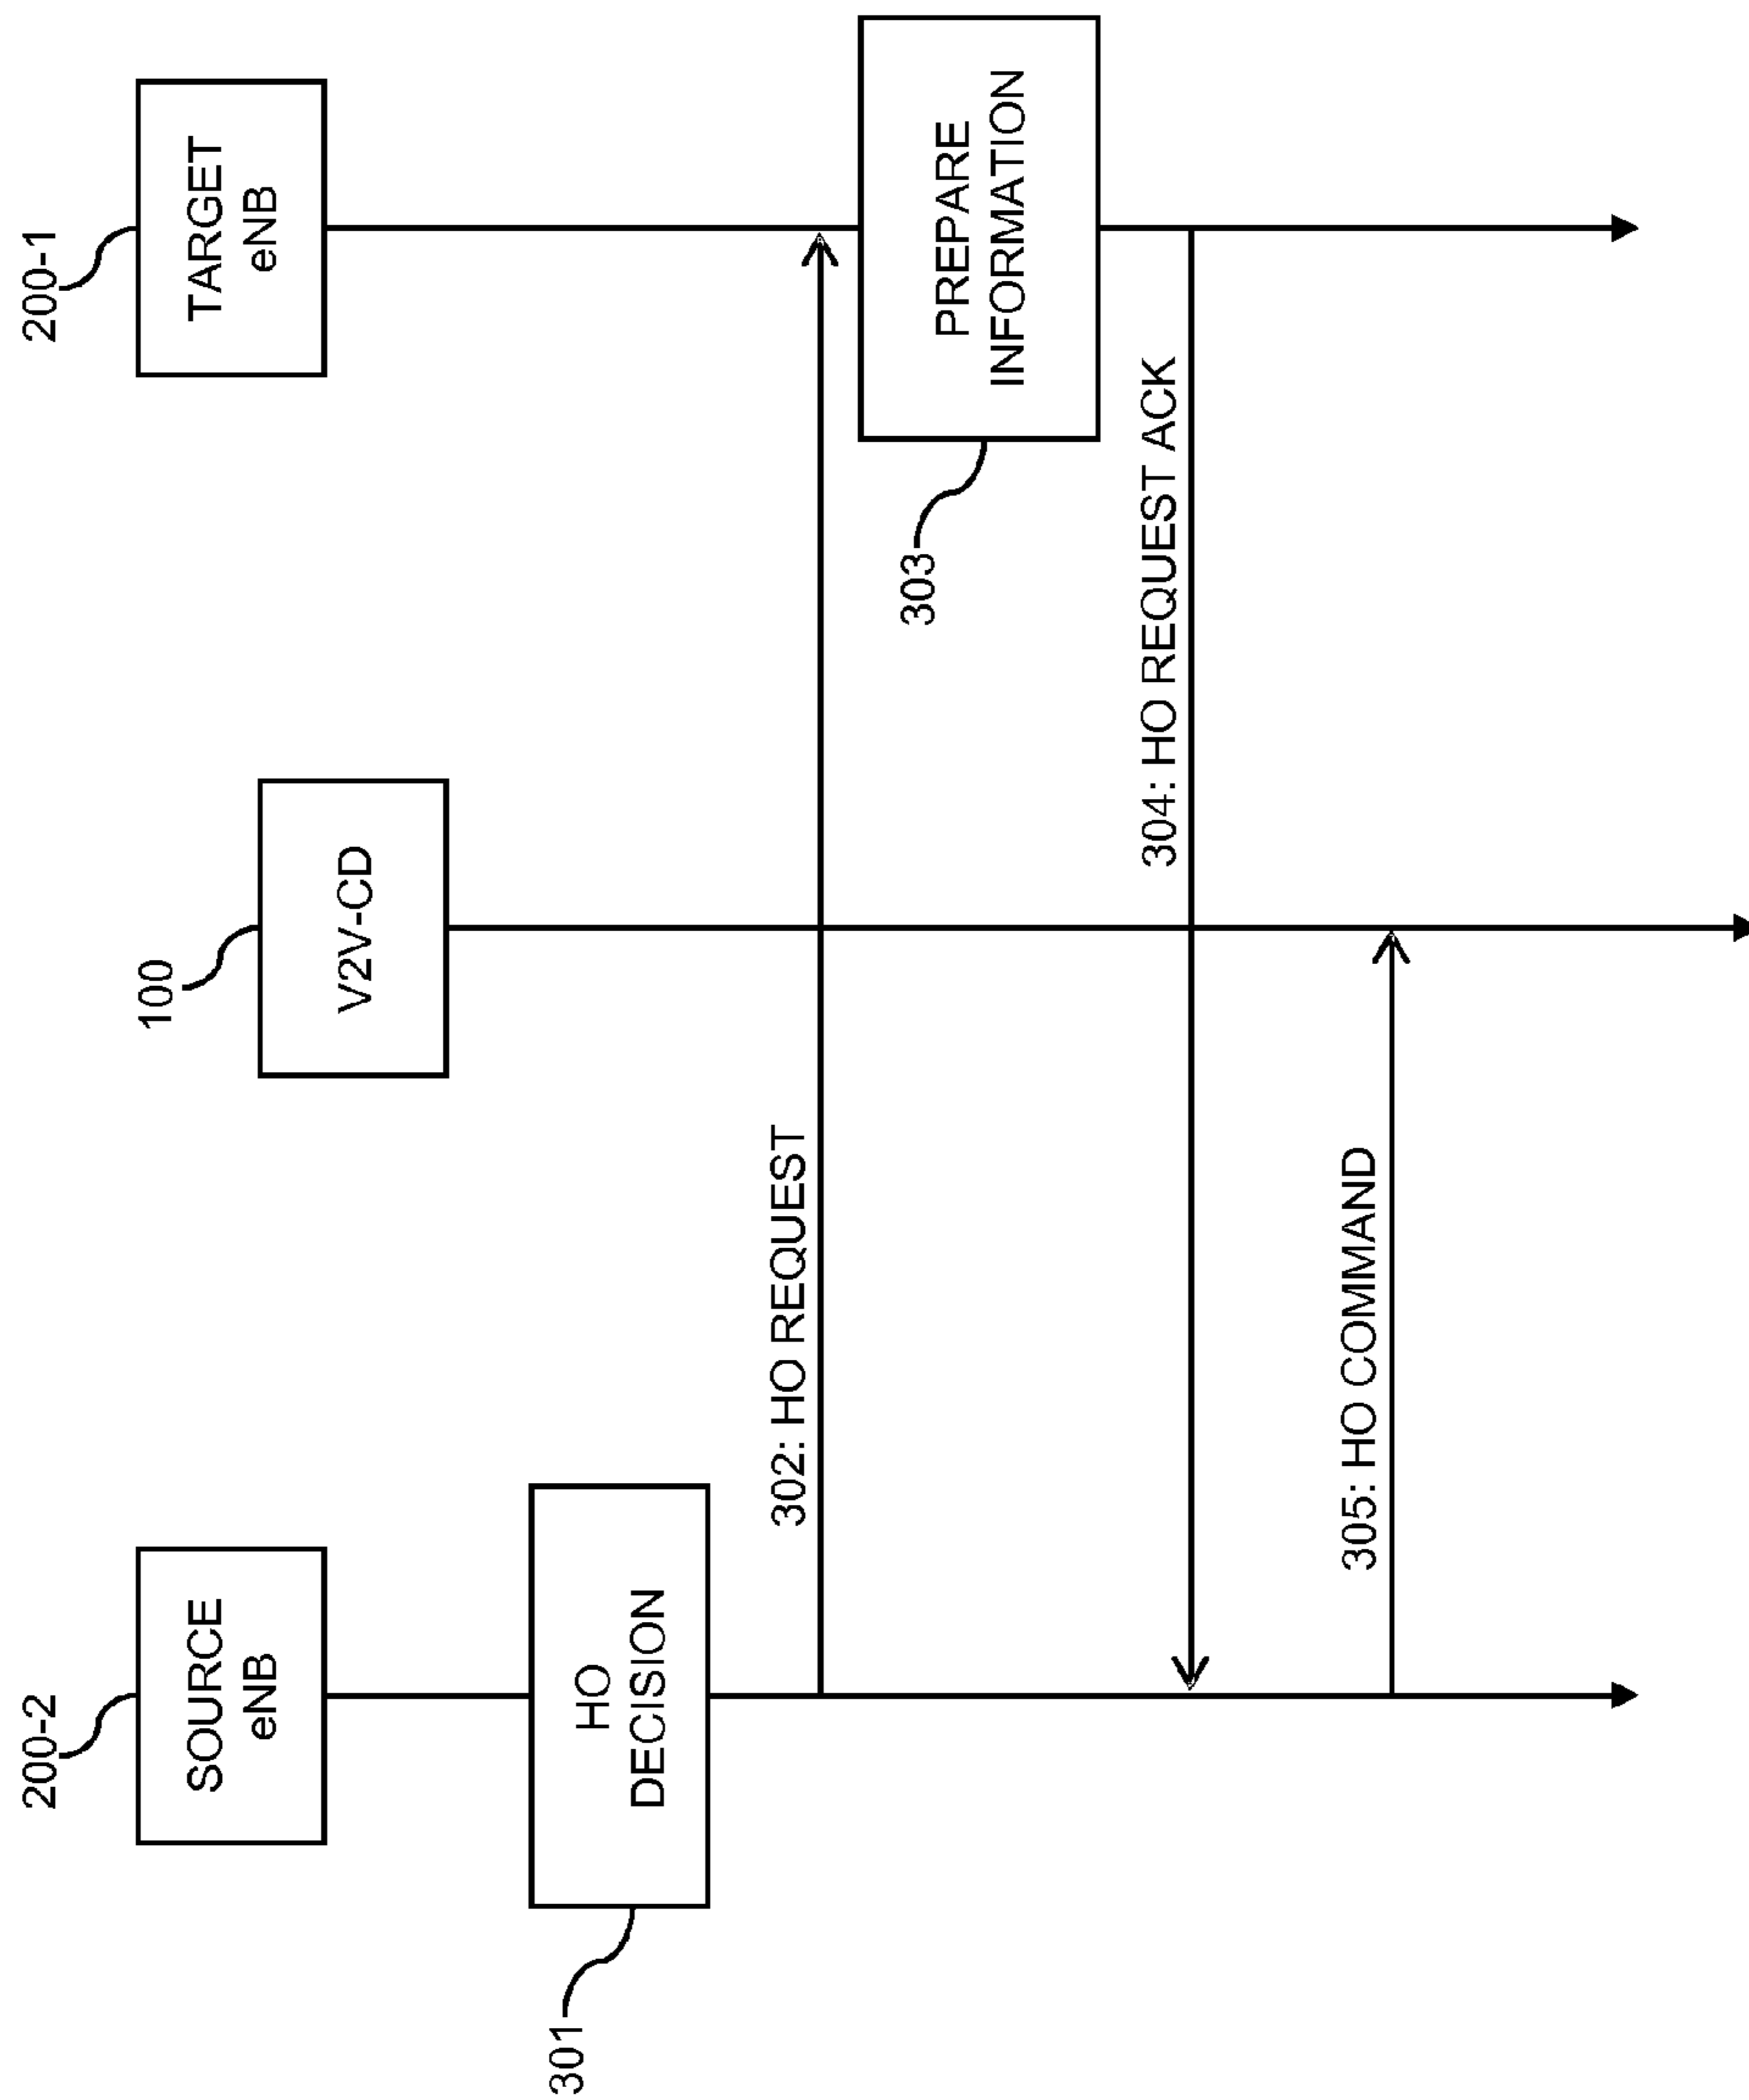 200-2
100
200-1
SOURCE
eNB
V2V-CD
TARGET
eNB
301
HO
DECISION
302: HO REQUEST
303
PREPARE
INFORMATION
304: HO REQUEST ACK
305: HO COMMAND